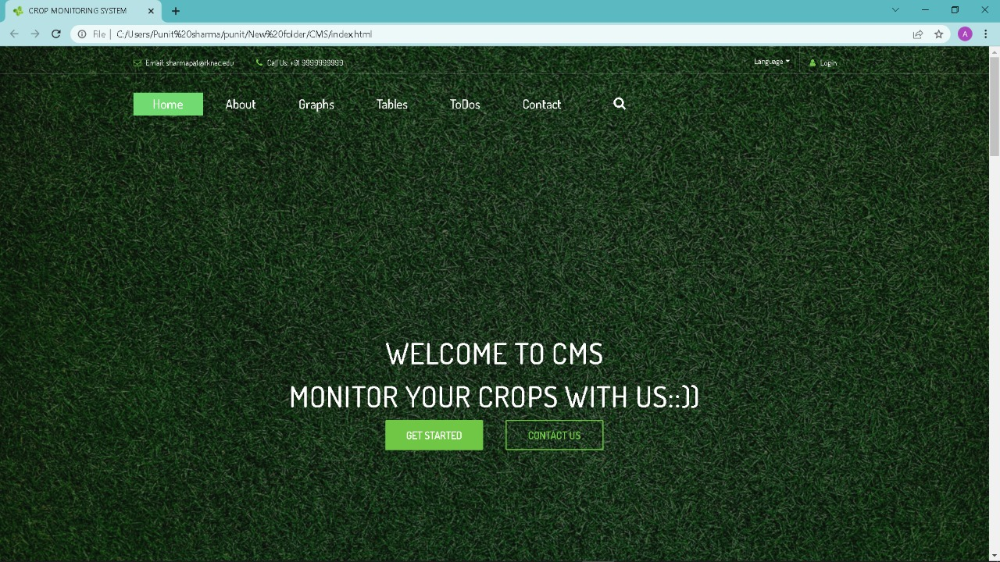 CROP MONITORING SYSTEM
File | C:/Users/Punit%20sharma/punit/New%20folder/CMS/index.html
A
Email: sharmapa1@rknec.edu Call Us: +91 9999999999 Language Login
Home About Graphs Tables ToDos Contact
WELCOME TO CMS
MONITOR YOUR CROPS WITH US::))
GET STARTED CONTACT US